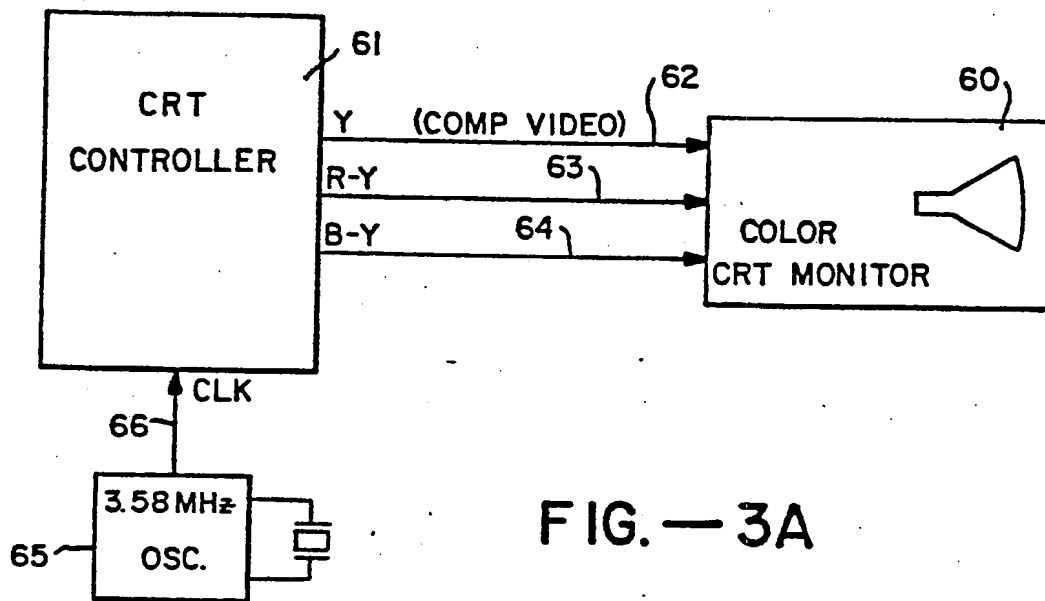 61
CRT
CONTROLLER
Y (COMP VIDEO)
62
60
R-Y
63
B-Y
64
COLOR
CRT MONITOR
CLK
66
3.58MHz
OSC.
65
FIG.—3A